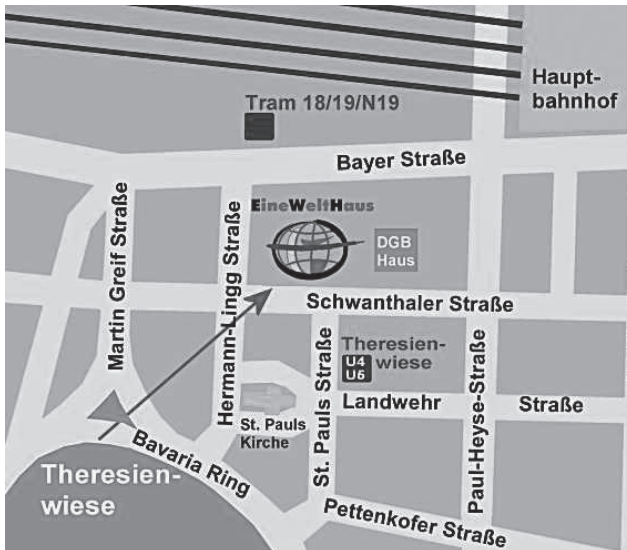 Haupt-
bahnhof
Tram 18/19/N19
Bayer Straße
Martin Greif Straße
Hermann-Lingg Straße
EineWeltHaus
DGB
Haus
Schwanthaler Straße
Theresien-
wiese
U4
U6
St. Pauls Straße
Paul-Heyse-Straße
Landwehr Straße
St. Pauls
Kirche
Bavaria Ring
Theresien-
wiese
Pettenkofer Straße